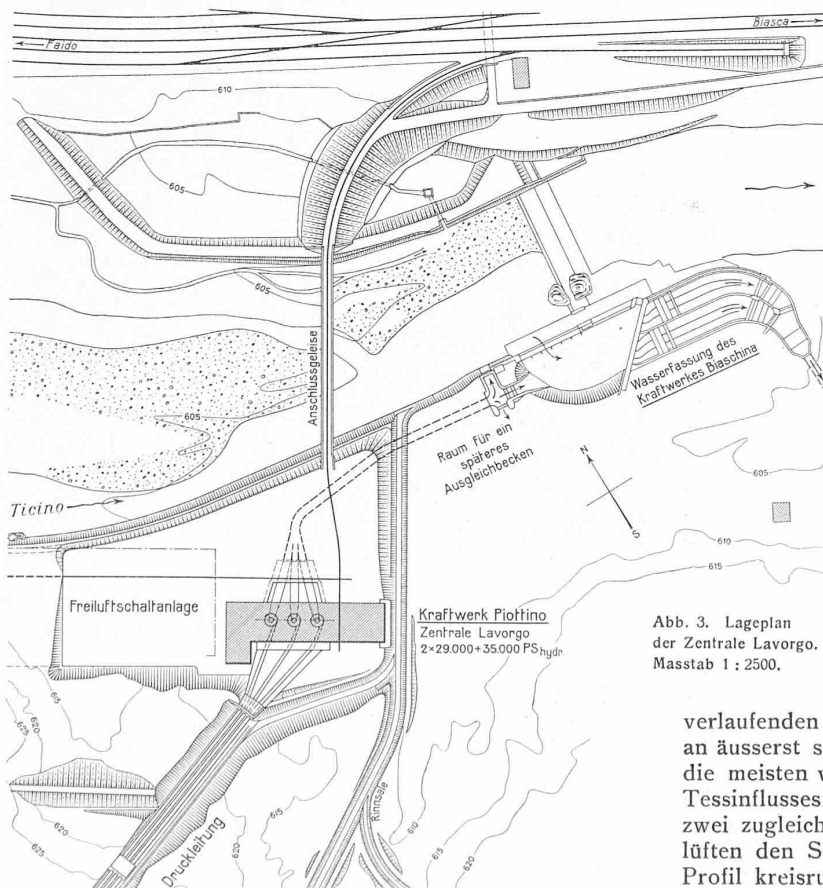 Faido
Biasca
610
605
605
605
Anschlussgeleise
Wasserfassung des
Kraftwerkes Biaschina
Raum für ein
späteres
Ausgleichbecken
N
S
605
610
615
Ticino
Freiluftschaltanlage
Kraftwerk Piottino
Zentrale Lavorgo
2×29.000+35.000 PS hydr.
Abb. 3. Lageplan
der Zentrale Lavorgo.
Masstab 1 : 2500.
615
620
625
620
625
615
610
615
620
Druckleitung
Rinnsale
verlaufenden
an äusserst s
die meisten v
Tessinflusses
zwei zugleich
lüften den S
Profil kreisru